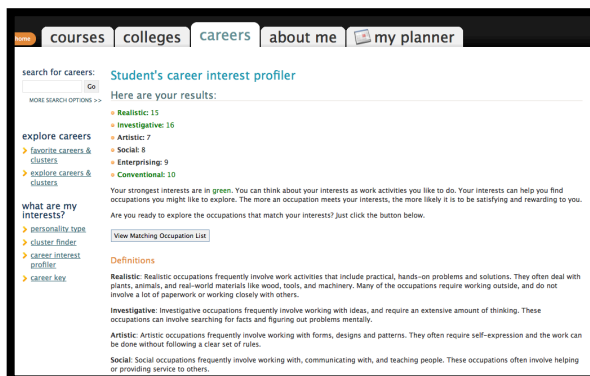 home
courses
colleges
careers
about me
my planner
search for careers:
Go
MORE SEARCH OPTIONS >>
explore careers
favorite careers &
clusters
explore careers &
clusters
what are my
interests?
personality type
cluster finder
career interest
profiler
career key
Student's career interest profiler
Here are your results:
Realistic: 15
Investigative: 16
Artistic: 7
Social: 8
Enterprising: 9
Conventional: 10
Your strongest interests are in green. You can think about your interests as work activities you like to do. Your interests can help you find
occupations you might like to explore. The more an occupation meets your interests, the more likely it is to be satisfying and rewarding to you.
Are you ready to explore the occupations that match your interests? Just click the button below.
View Matching Occupation List
Definitions
Realistic: Realistic occupations frequently involve work activities that include practical, hands-on problems and solutions. They often deal with
plants, animals, and real-world materials like wood, tools, and machinery. Many of the occupations require working outside, and do not
involve a lot of paperwork or working closely with others.
Investigative: Investigative occupations frequently involve working with ideas, and require an extensive amount of thinking. These
occupations can involve searching for facts and figuring out problems mentally.
Artistic: Artistic occupations frequently involve working with forms, designs and patterns. They often require self-expression and the work can
be done without following a clear set of rules.
Social: Social occupations frequently involve working with, communicating with, and teaching people. These occupations often involve helping
or providing service to others.